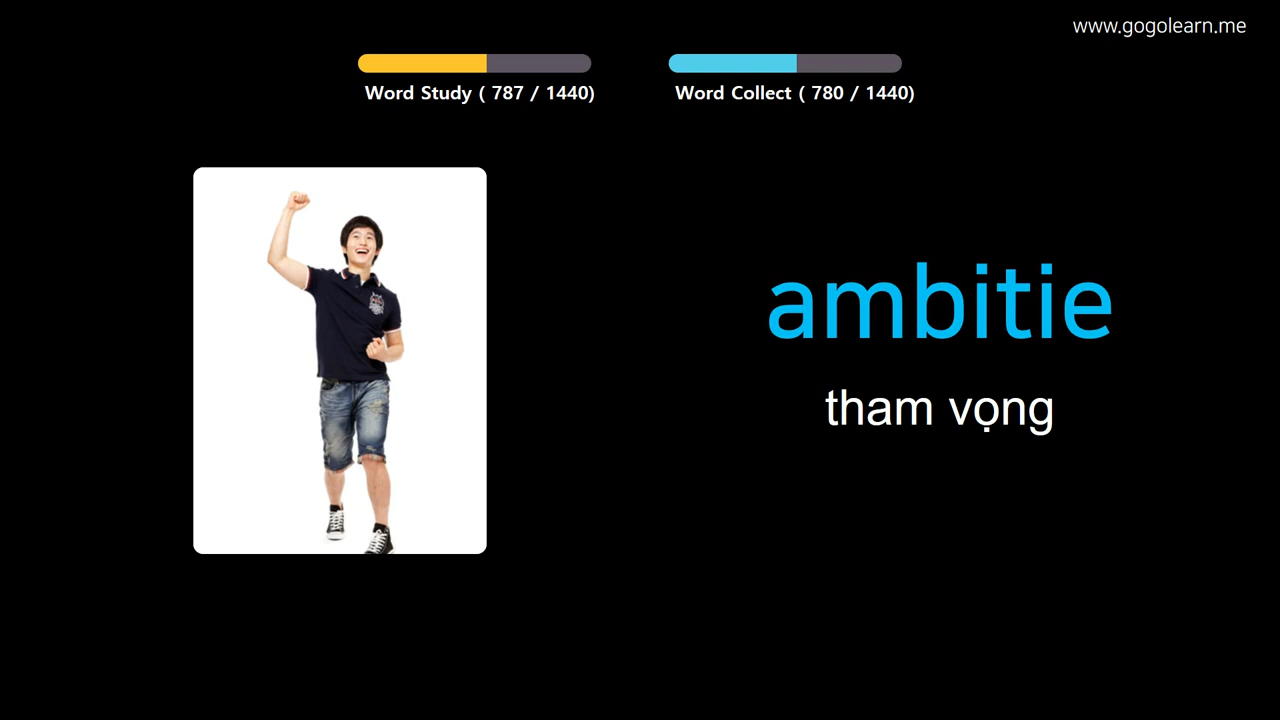 www.gogolearn.me
Word Study ( 787 / 1440)
Word Collect ( 780 / 1440)
ambitie
tham vọng